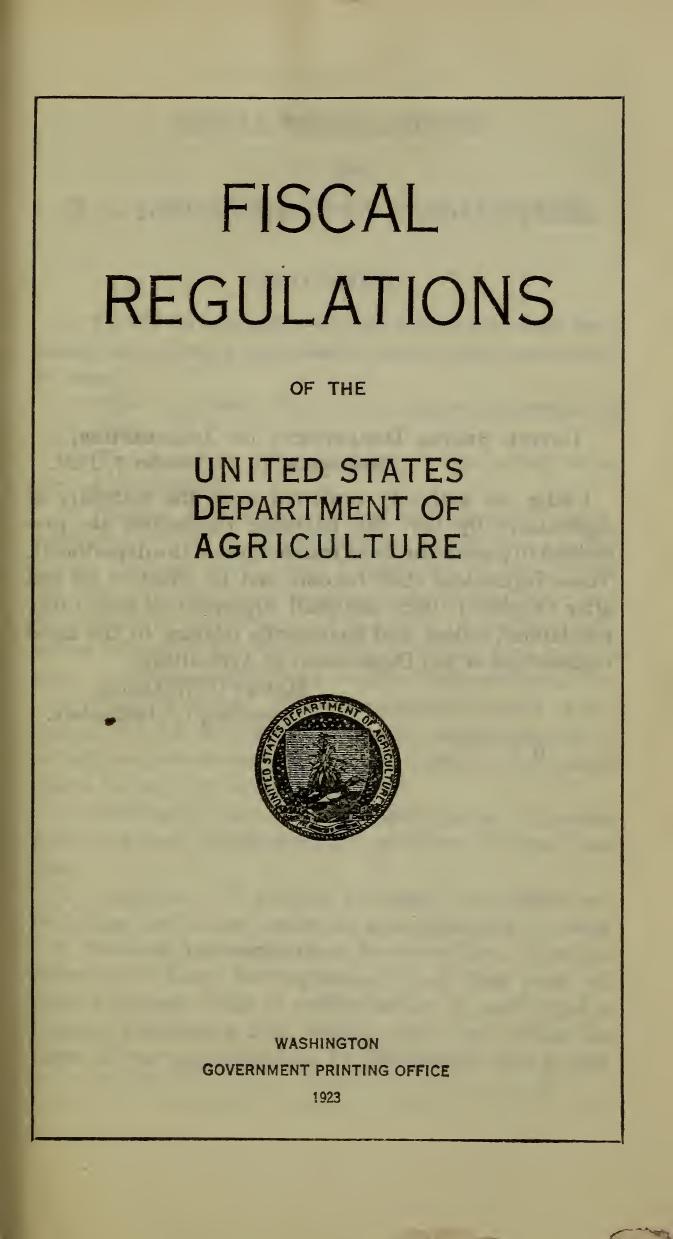 FISCAL
REGULATIONS
OF THE
UNITED STATES
DEPARTMENT OF
AGRICULTURE
UNITED STATES DEPARTMENT OF AGRICULTURE
WASHINGTON
GOVERNMENT PRINTING OFFICE
1923